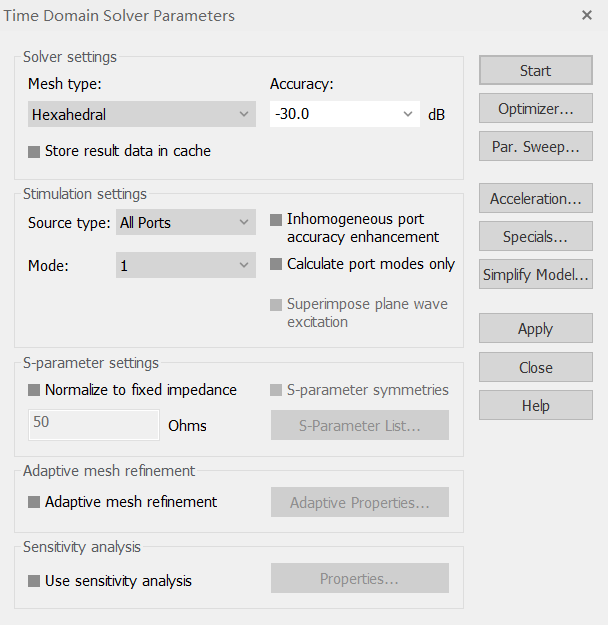 Time Domain Solver Parameters
Solver settings
Mesh type:
Accuracy:
Hexahedral
-30.0
dB
Store result data in cache
Stimulation settings
Source type:
All Ports
Inhomogeneous port
accuracy enhancement
Mode:
1
Calculate port modes only
Superimpose plane wave
excitation
S-parameter settings
Normalize to fixed impedance
S-parameter symmetries
50
Ohms
S-Parameter List...
Adaptive mesh refinement
Adaptive mesh refinement
Adaptive Properties...
Sensitivity analysis
Use sensitivity analysis
Properties...
Start
Optimizer...
Par. Sweep...
Acceleration...
Specials...
Simplify Model...
Apply
Close
Help